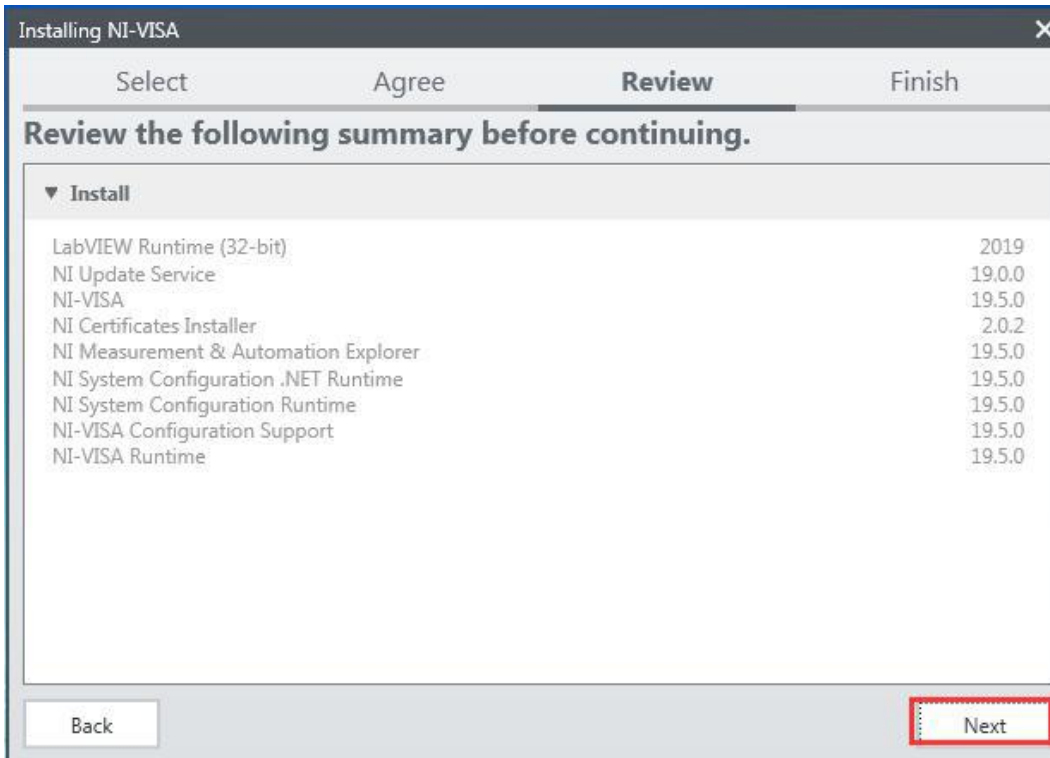 Installing NI-VISA
Select Agree Review Finish
Review the following summary before continuing.
Install
LabVIEW Runtime (32-bit) 2019
NI Update Service 19.0.0
NI-VISA 19.5.0
NI Certificates Installer 2.0.2
NI Measurement & Automation Explorer 19.5.0
NI System Configuration .NET Runtime 19.5.0
NI System Configuration Runtime 19.5.0
NI-VISA Configuration Support 19.5.0
NI-VISA Runtime 19.5.0
Back Next